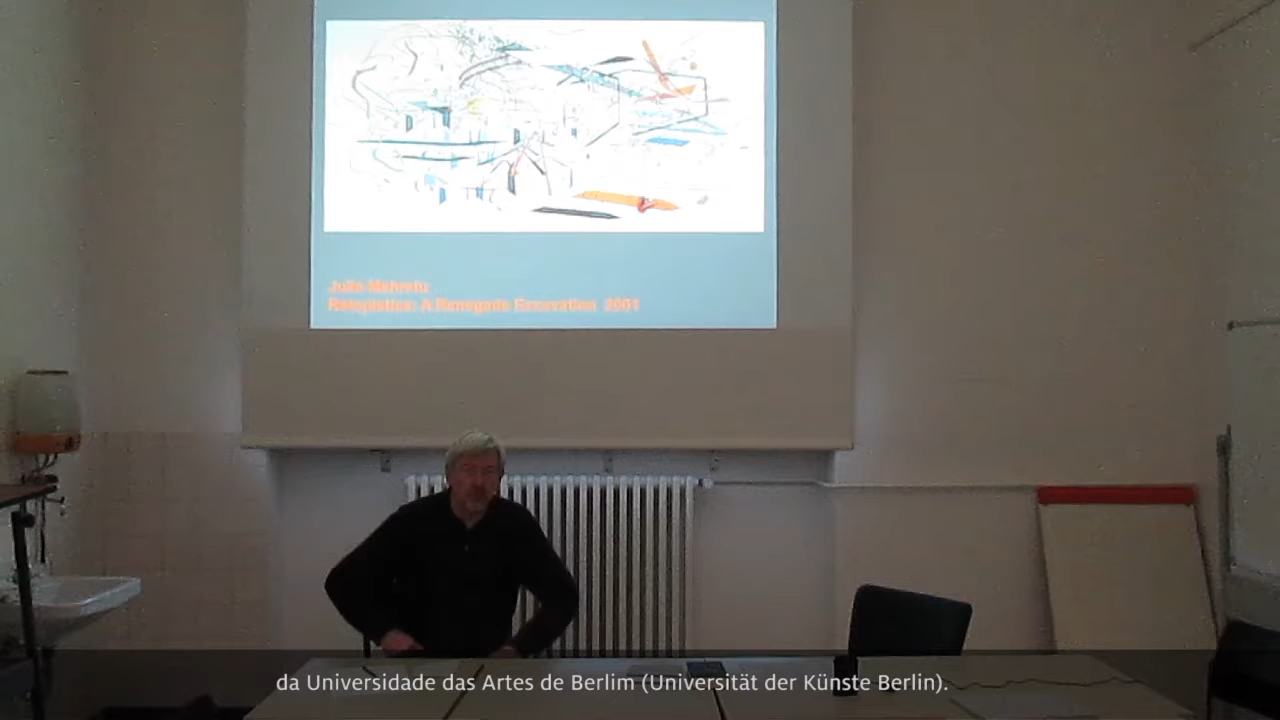 Julie Mehretu
Retopistics: A Renegade Excavation 2001
da Universidade das Artes de Berlim (Universität der Künste Berlin).